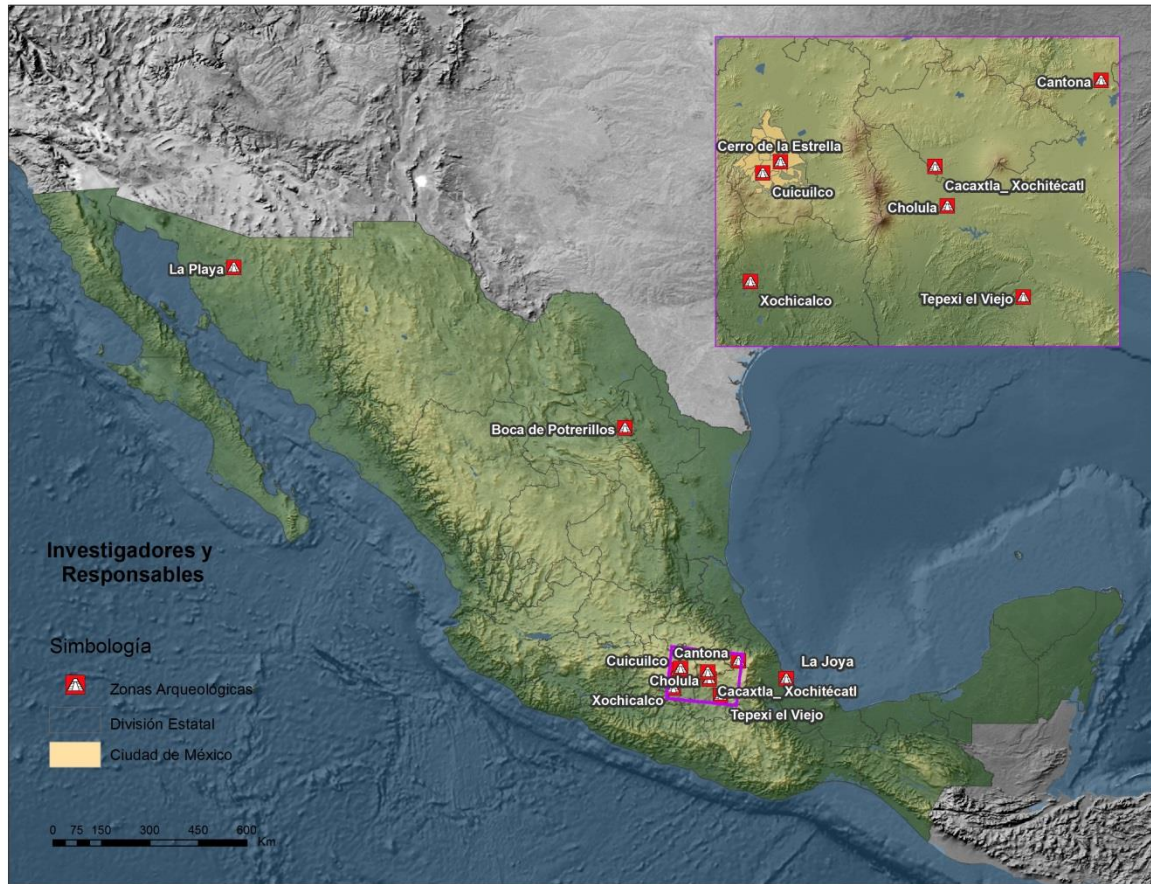 Cantona
Cerro de la Estrella
Cacaxtla_ Xochitécatl
Cuicuilco
Cholula
Xochicalco
Tepexi el Viejo
La Playa
Boca de Potrerillos
Cantona
Cuicuilco
La Joya
Cholula
Cacaxtla_ Xochitécatl
Xochicalco
Tepexi el Viejo
Investigadores y
Responsables
Simbología
Zonas Arqueológicas
División Estatal
Ciudad de México
0 75 150 300 450 600
Km